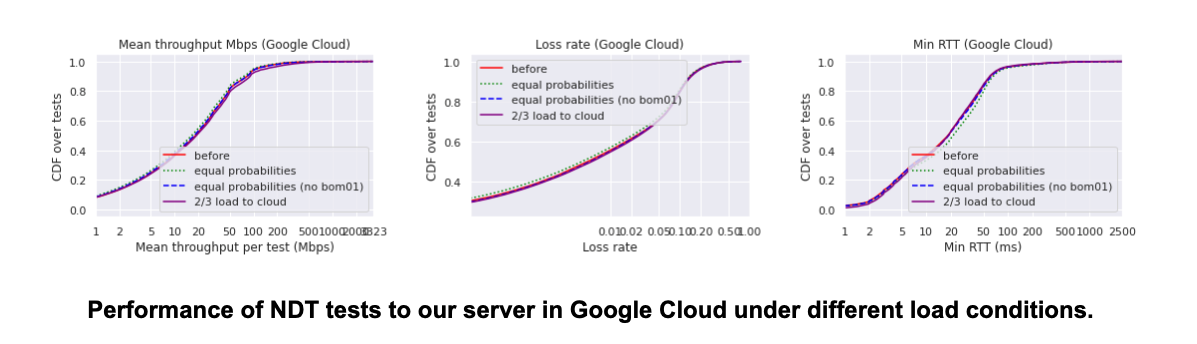 Mean throughput Mbps (Google Cloud)
CDF over tests
1.0
0.8
0.6
0.4
0.2
0.0
before
equal probabilities
equal probabilities (no bom01)
2/3 load to cloud
1 2 5 10 20 50 100 200 500 1000 2000 3323
Mean throughput per test (Mbps)
Loss rate (Google Cloud)
CDF over tests
1.0
0.8
0.6
0.4
before
equal probabilities
equal probabilities (no bom01)
2/3 load to cloud
0.01 0.02 0.05 0.10 0.20 0.50 1.00
Loss rate
Min RTT (Google Cloud)
CDF over tests
1.0
0.8
0.6
0.4
0.2
0.0
before
equal probabilities
equal probabilities (no bom01)
2/3 load to cloud
1 2 5 10 20 50 100 200 500 1000 2500
Min RTT (ms)
Performance of NDT tests to our server in Google Cloud under different load conditions.